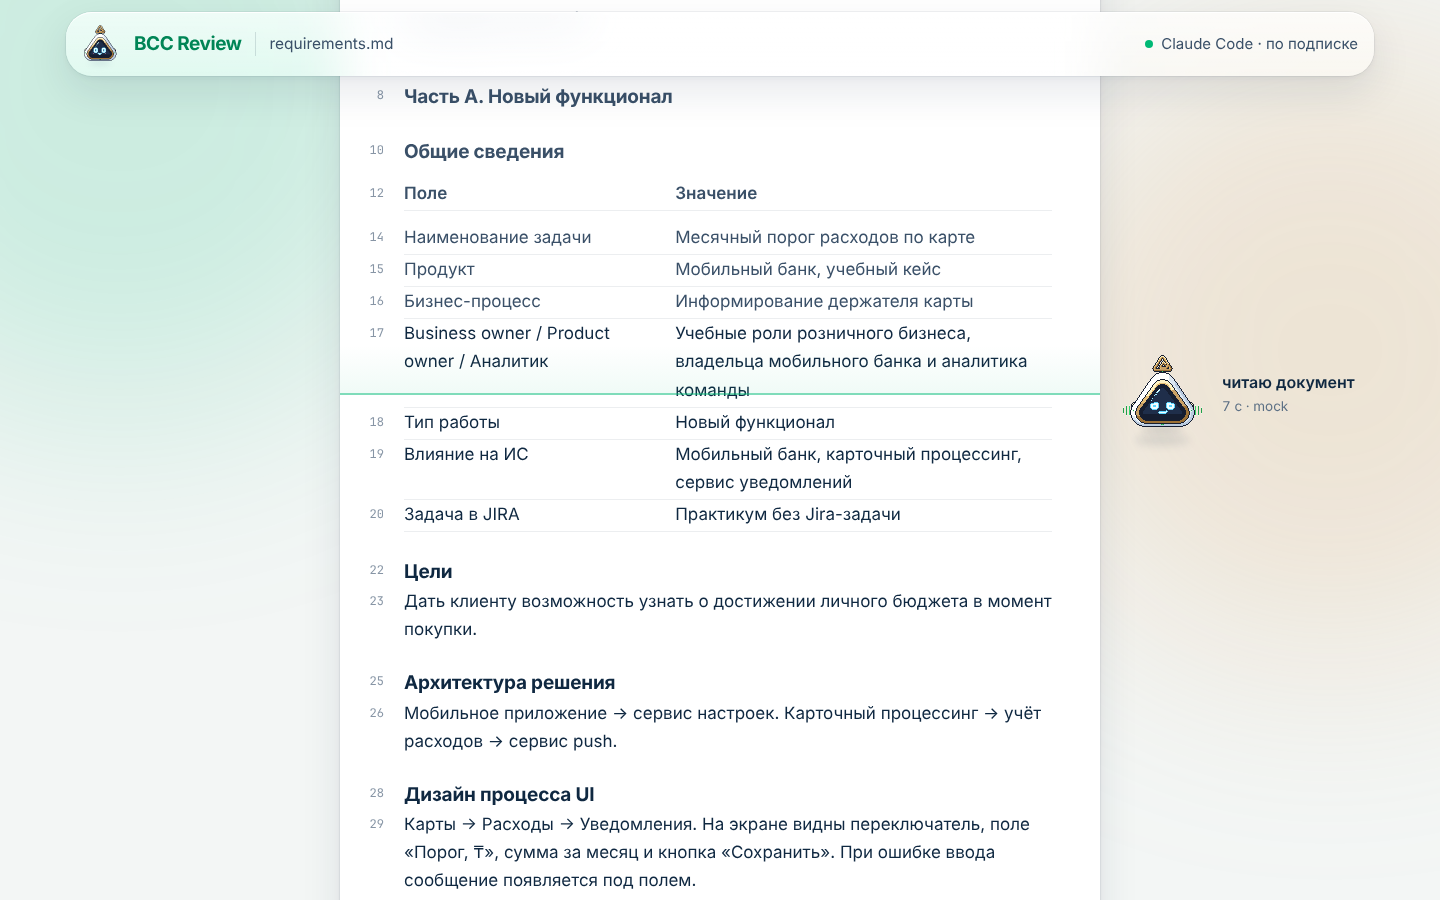 BCC Review
requirements.md
Claude Code · по подписке
8 Часть А. Новый функционал
10 Общие сведения
12 Поле Значение
14 Наименование задачи Месячный порог расходов по карте
15 Продукт Мобильный банк, учебный кейс
16 Бизнес-процесс Информирование держателя карты
17 Business owner / Product Учебные роли розничного бизнеса,
owner / Аналитик владельца мобильного банка и аналитика
команды
18 Тип работы Новый функционал
19 Влияние на ИС Мобильный банк, карточный процессинг,
сервис уведомлений
20 Задача в JIRA Практикум без Jira-задачи
22 Цели
23 Дать клиенту возможность узнать о достижении личного бюджета в момент
покупки.
25 Архитектура решения
26 Мобильное приложение → сервис настроек. Карточный процессинг → учёт
расходов → сервис push.
28 Дизайн процесса UI
29 Карты → Расходы → Уведомления. На экране видны переключатель, поле
«Порог, ₸», сумма за месяц и кнопка «Сохранить». При ошибке ввода
сообщение появляется под полем.
читаю документ
7 с · mock